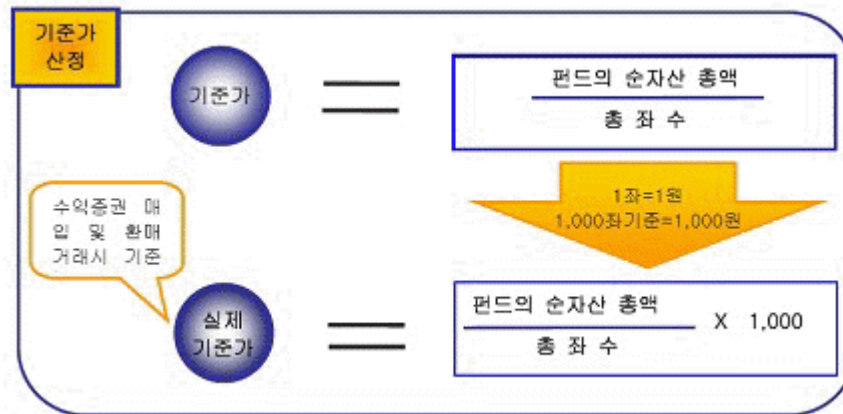 기준가
산정
기준가
펀드의 순자산 총액
총 좌 수
1좌=1원
1,000좌기준=1,000원
수익증권 매
입 및 환매
거래시 기준
실제
기준가
펀드의 순자산 총액
총 좌 수
X 1,000